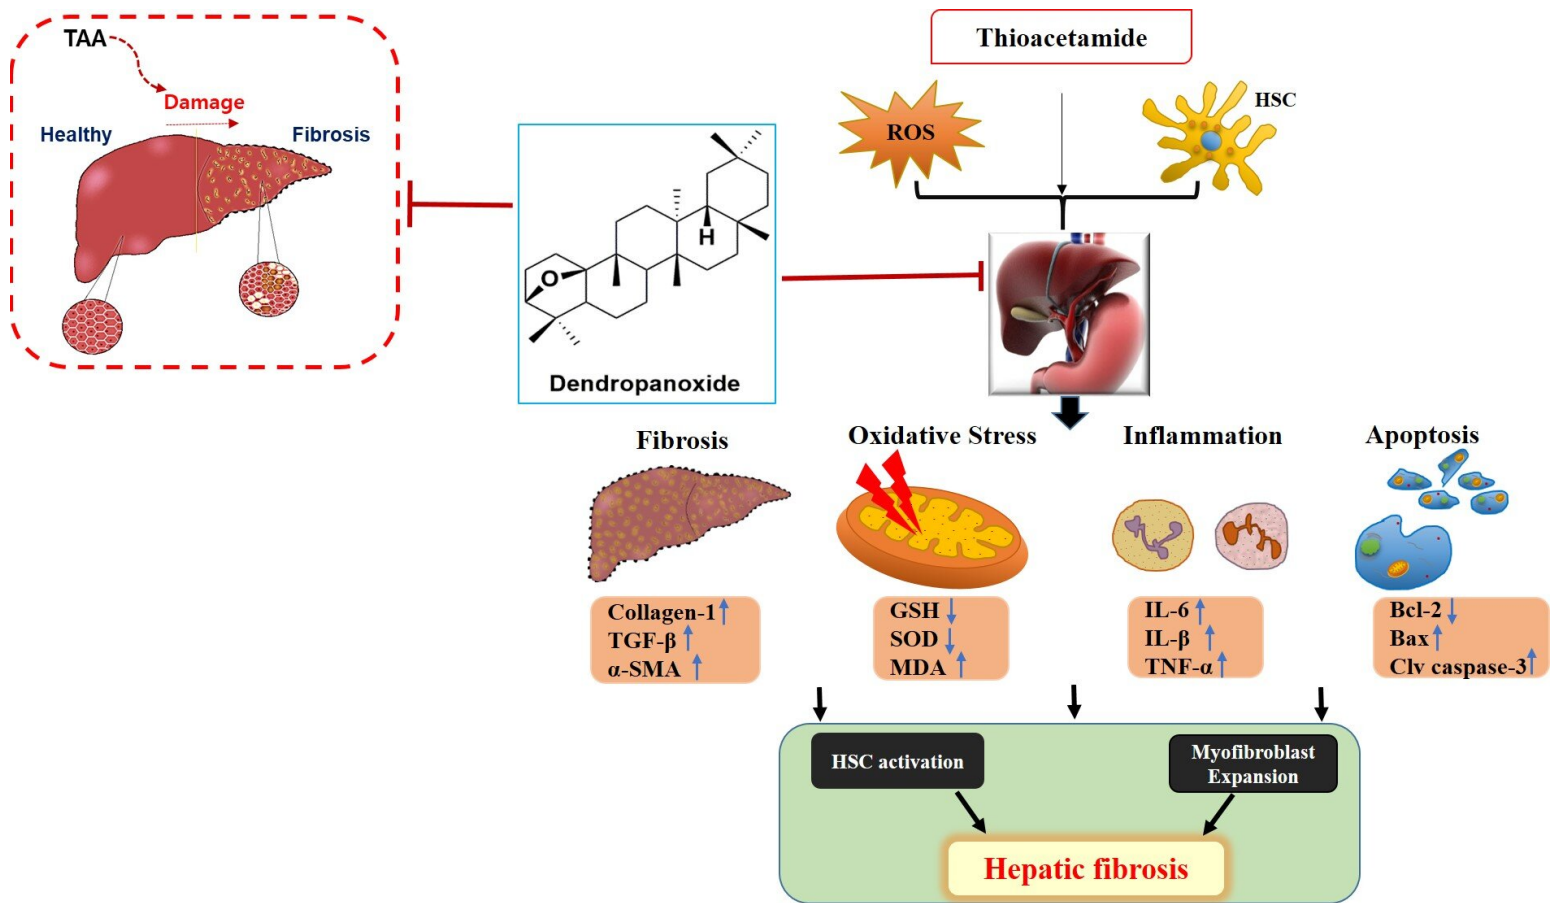 TAA
Damage
Healthy
Fibrosis
O
H
Dendropanoxide
Thioacetamide
ROS
HSC
Fibrosis
Collagen-1
TGF-β
α-SMA
Oxidative Stress
GSH
SOD
MDA
Inflammation
IL-6
IL-β
TNF-α
Apoptosis
Bcl-2
Bax
Clv caspase-3
HSC activation
Myofibroblast
Expansion
Hepatic fibrosis